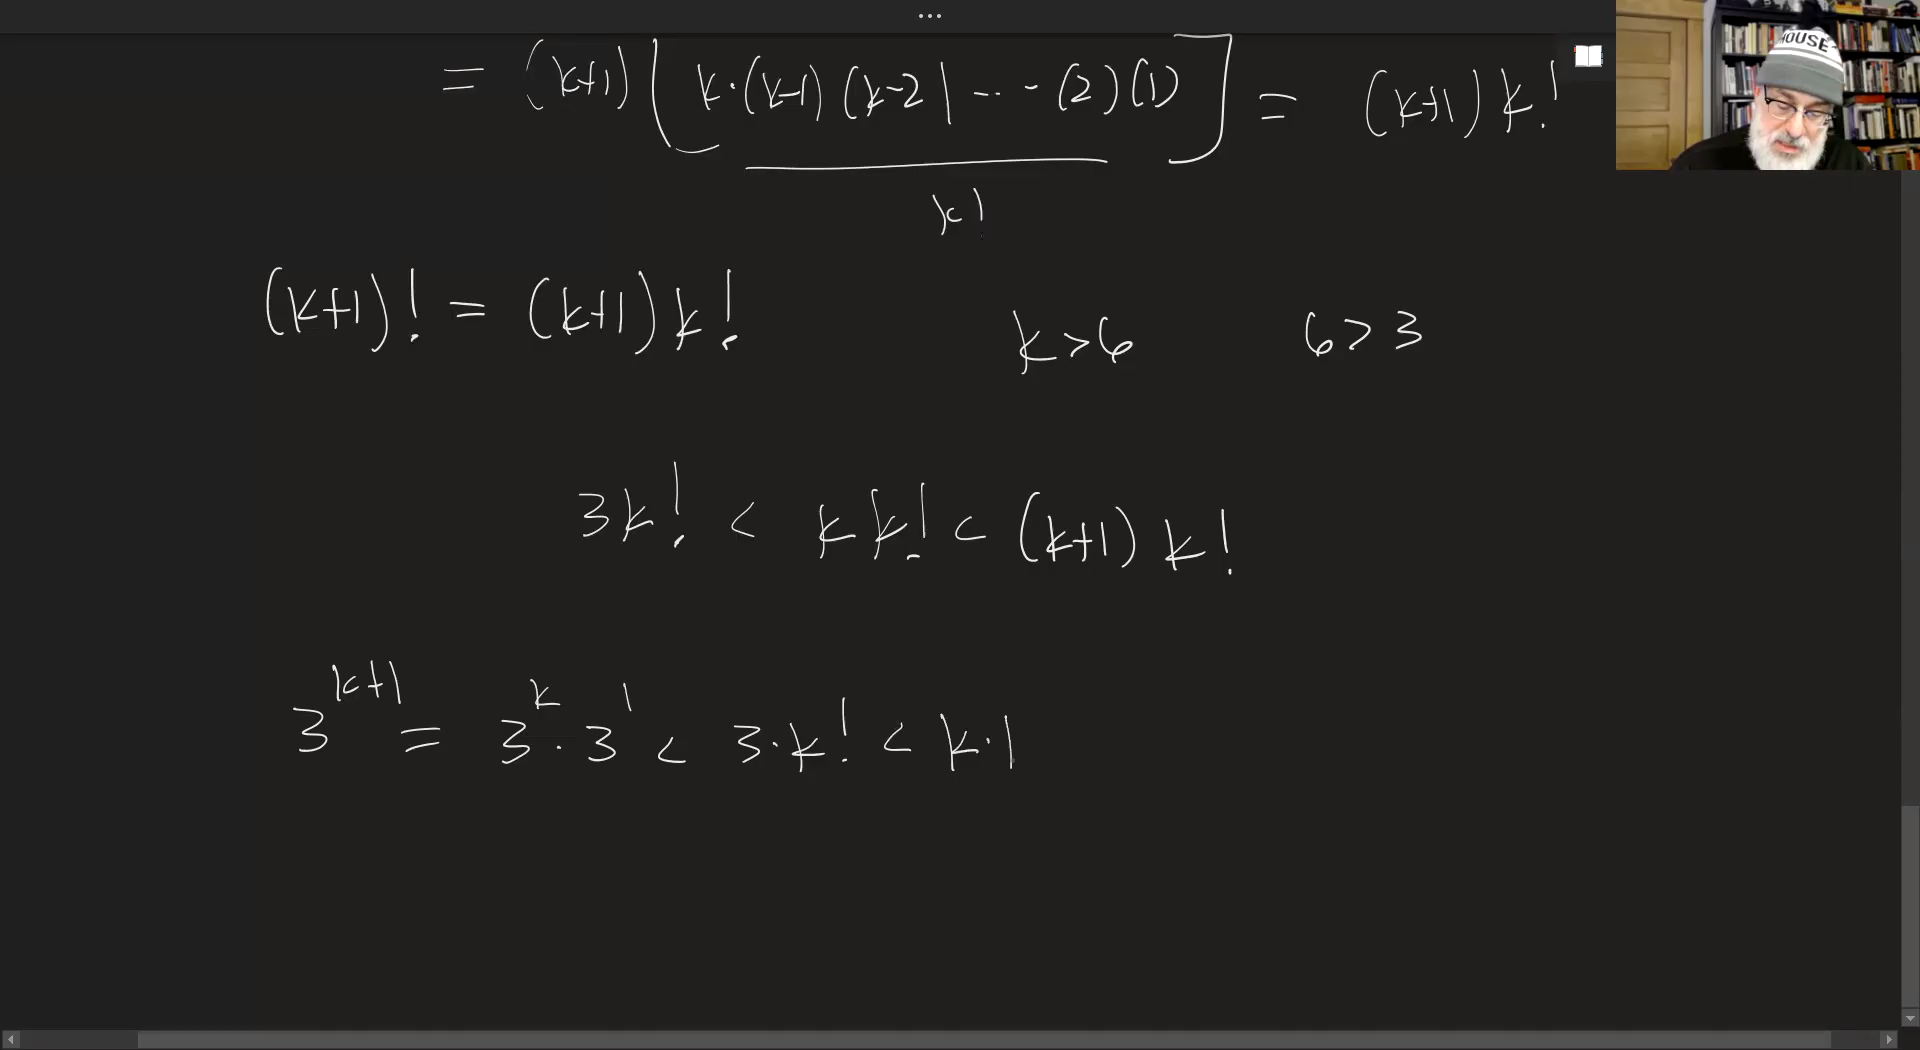 = (k+1) [ k·(k-1) (k-2) --- (2)(1) ] = (k+1) k!
k!
(k+1)! = (k+1) k! k>6 6>3
3k! < k k! < (k+1) k!
3^{k+1} = 3^k · 3^1 < 3·k! < k·|
HOUSE